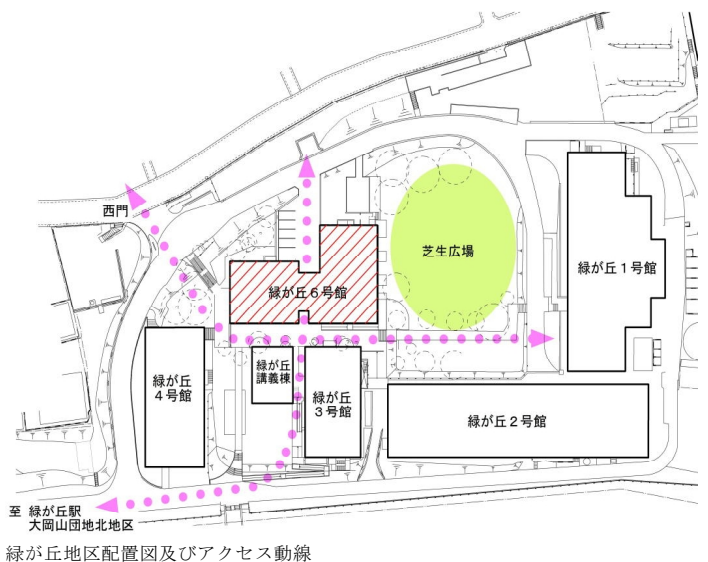 西門
芝生広場
緑が丘1号館
緑が丘6号館
緑が丘
4号館
緑が丘
講義棟
緑が丘
3号館
緑が丘2号館
至 緑が丘駅
大岡山団地北地区
緑が丘地区配置図及びアクセス動線